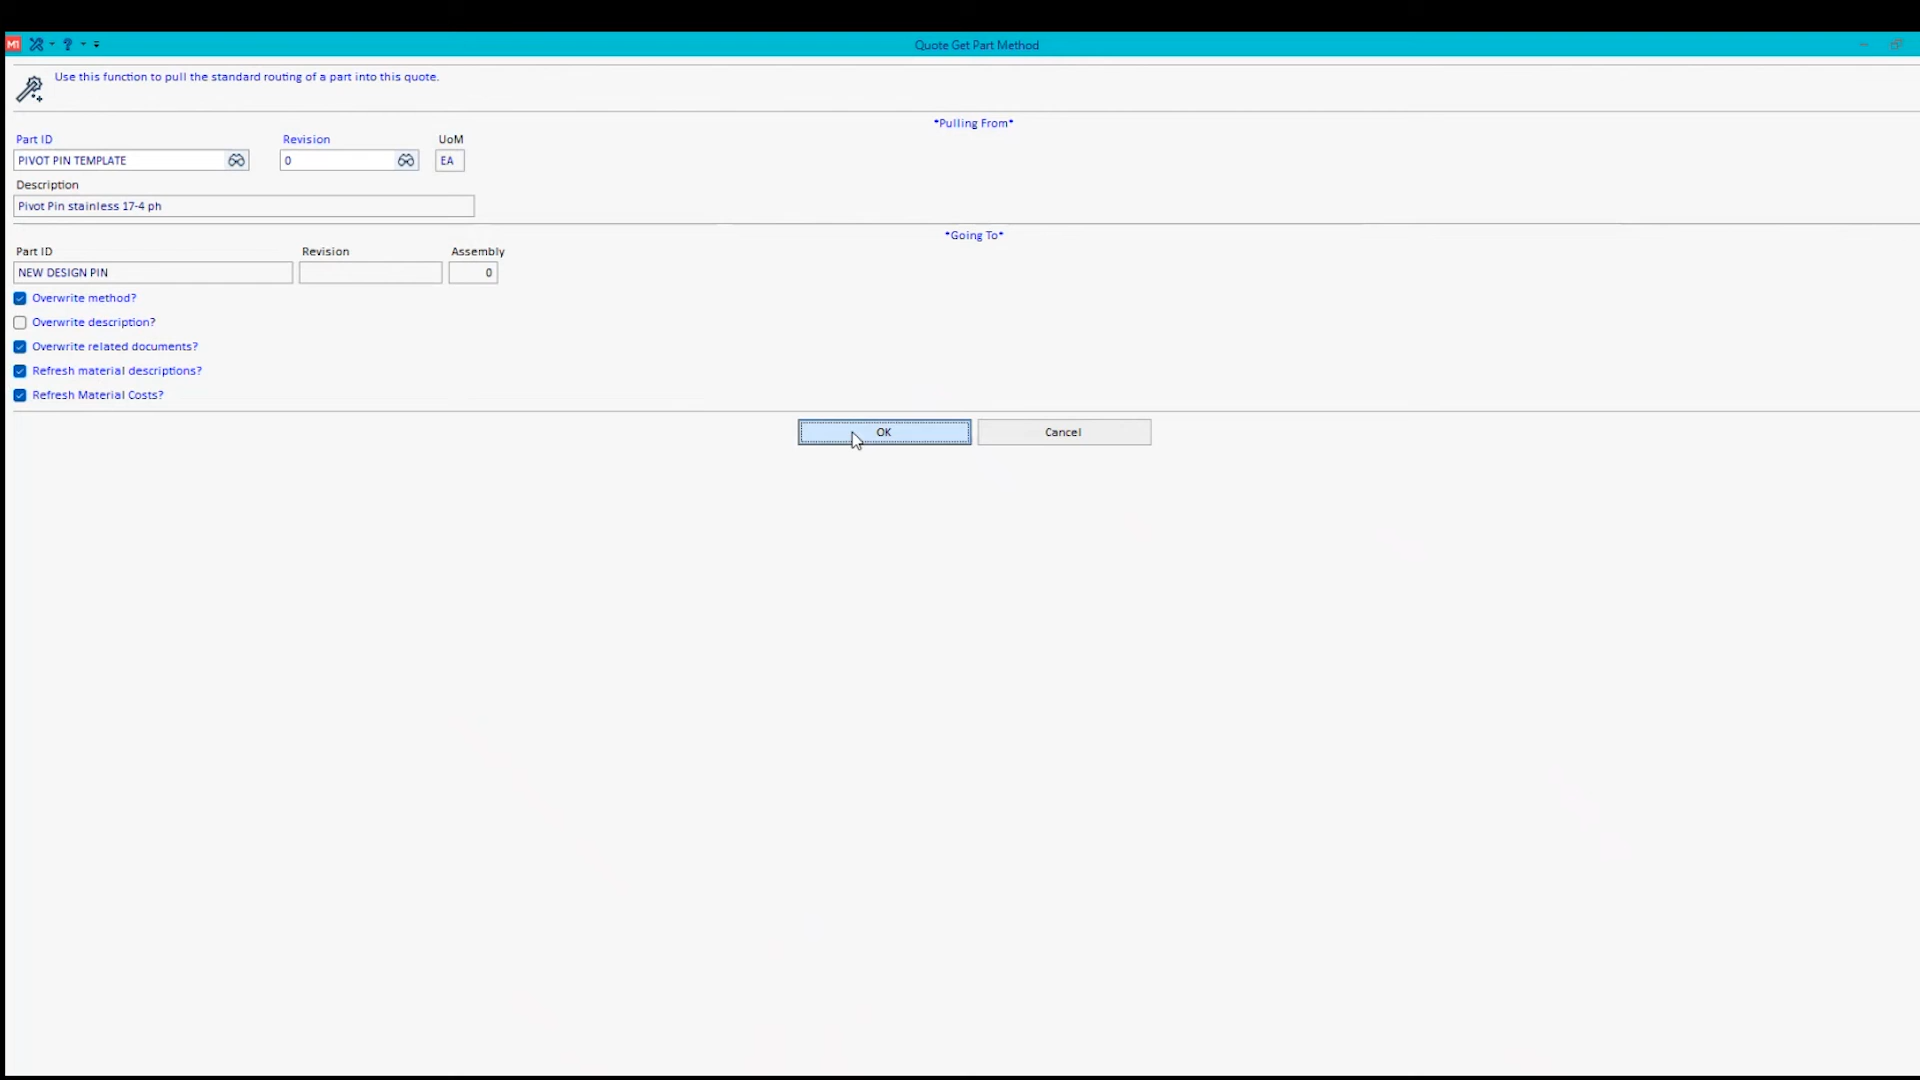 M1 ? Quote Get Part Method
Use this function to pull the standard routing of a part into this quote.
*Pulling From*
Part ID Revision UoM
PIVOT PIN TEMPLATE 0 EA
Description
Pivot Pin stainless 17-4 ph
*Going To*
Part ID Revision Assembly
NEW DESIGN PIN 0
Overwrite method?
Overwrite description?
Overwrite related documents?
Refresh material descriptions?
Refresh Material Costs?
OK Cancel